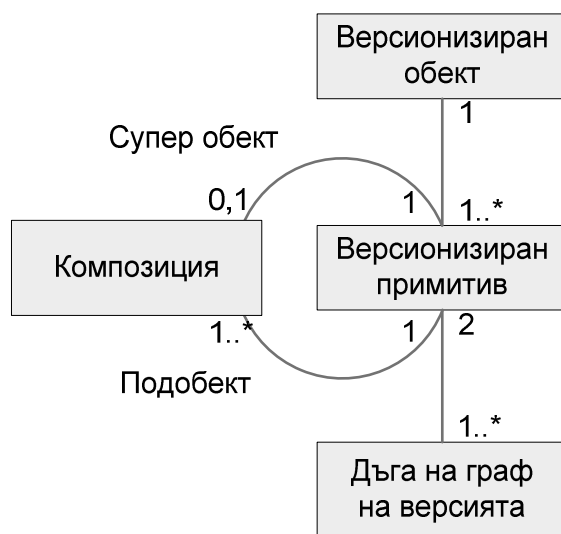 Версионизиран
обект
1
Супер обект
0,1
1
1..*
Композиция
Версионизиран
примитив
1..*
1
2
Подобект
1..*
Дъга на граф
на версията